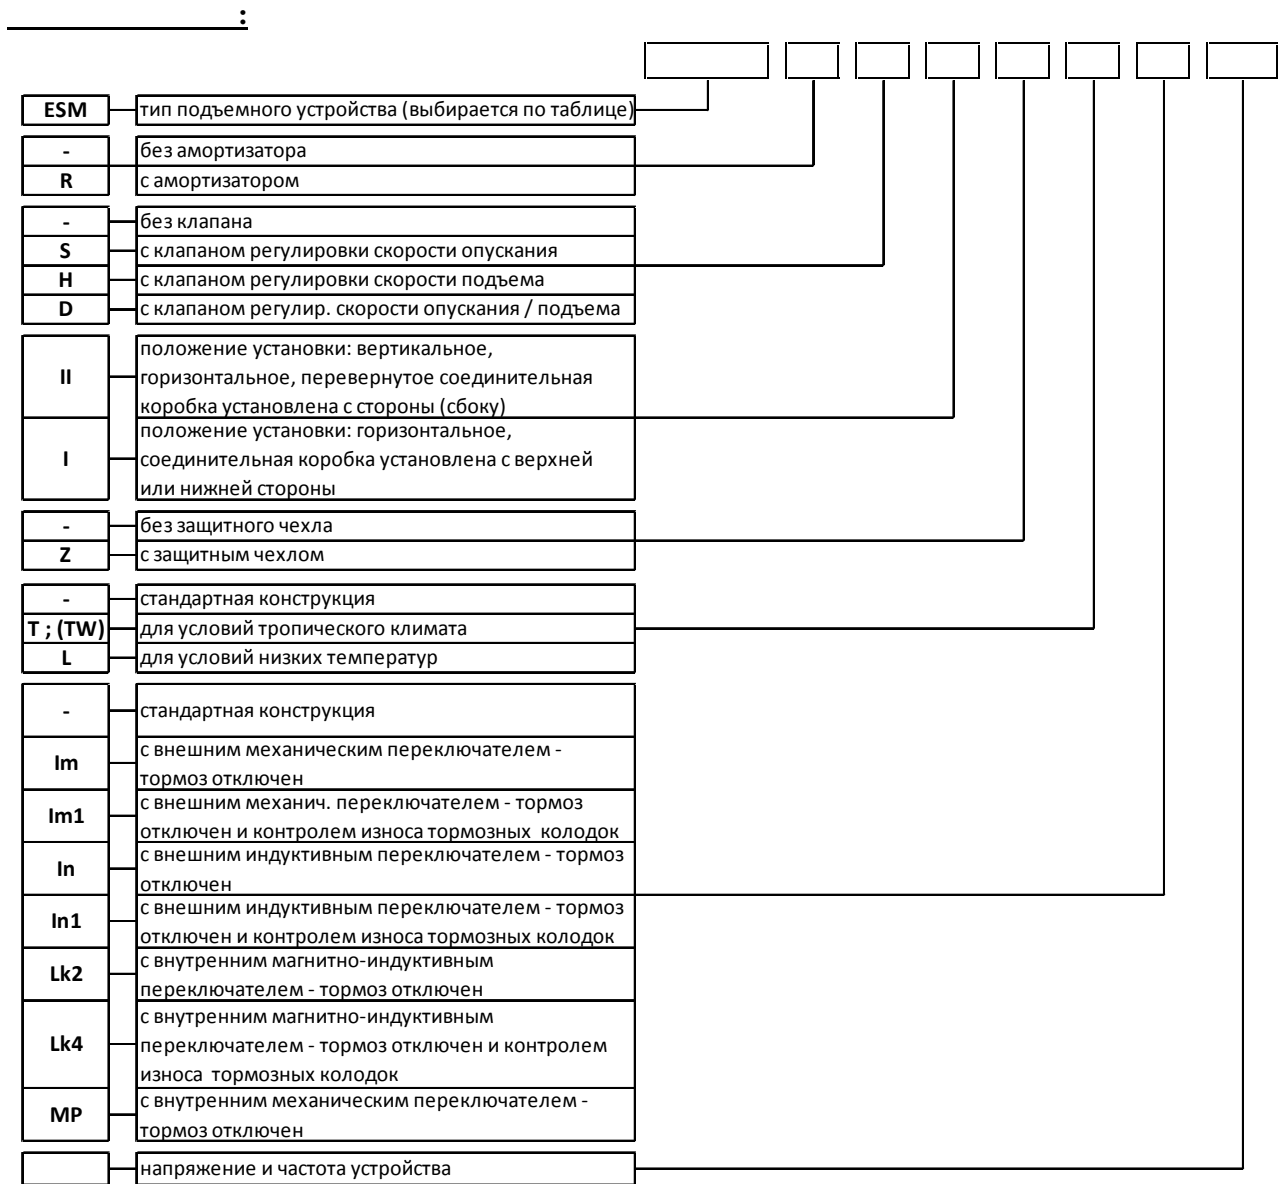 :
ESM тип подъемного устройства (выбирается по таблице)
- без амортизатора
R с амортизатором
- без клапана
S с клапаном регулировки скорости опускания
H с клапаном регулировки скорости подъема
D с клапаном регулир. скорости опускания / подъема
положение установки: вертикальное,
II горизонтальное, перевернутое соединительная
коробка установлена с стороны (сбоку)
положение установки: горизонтальное,
I соединительная коробка установлена с верхней
или нижней стороны
- без защитного чехла
Z с защитным чехлом
- стандартная конструкция
T ; (TW) для условий тропического климата
L для условий низких температур
- стандартная конструкция
Im с внешним механическим переключателем -
тормоз отключен
Im1 с внешним механич. переключателем - тормоз
отключен и контролем износа тормозных колодок
In с внешним индуктивным переключателем - тормоз
отключен
In1 с внешним индуктивным переключателем - тормоз
отключен и контролем износа тормозных колодок
Lk2 с внутренним магнитно-индуктивным
переключателем - тормоз отключен
с внутренним магнитно-индуктивным
Lk4 переключателем - тормоз отключен и контролем
износа тормозных колодок
MP с внутренним механическим переключателем -
тормоз отключен
напряжение и частота устройства